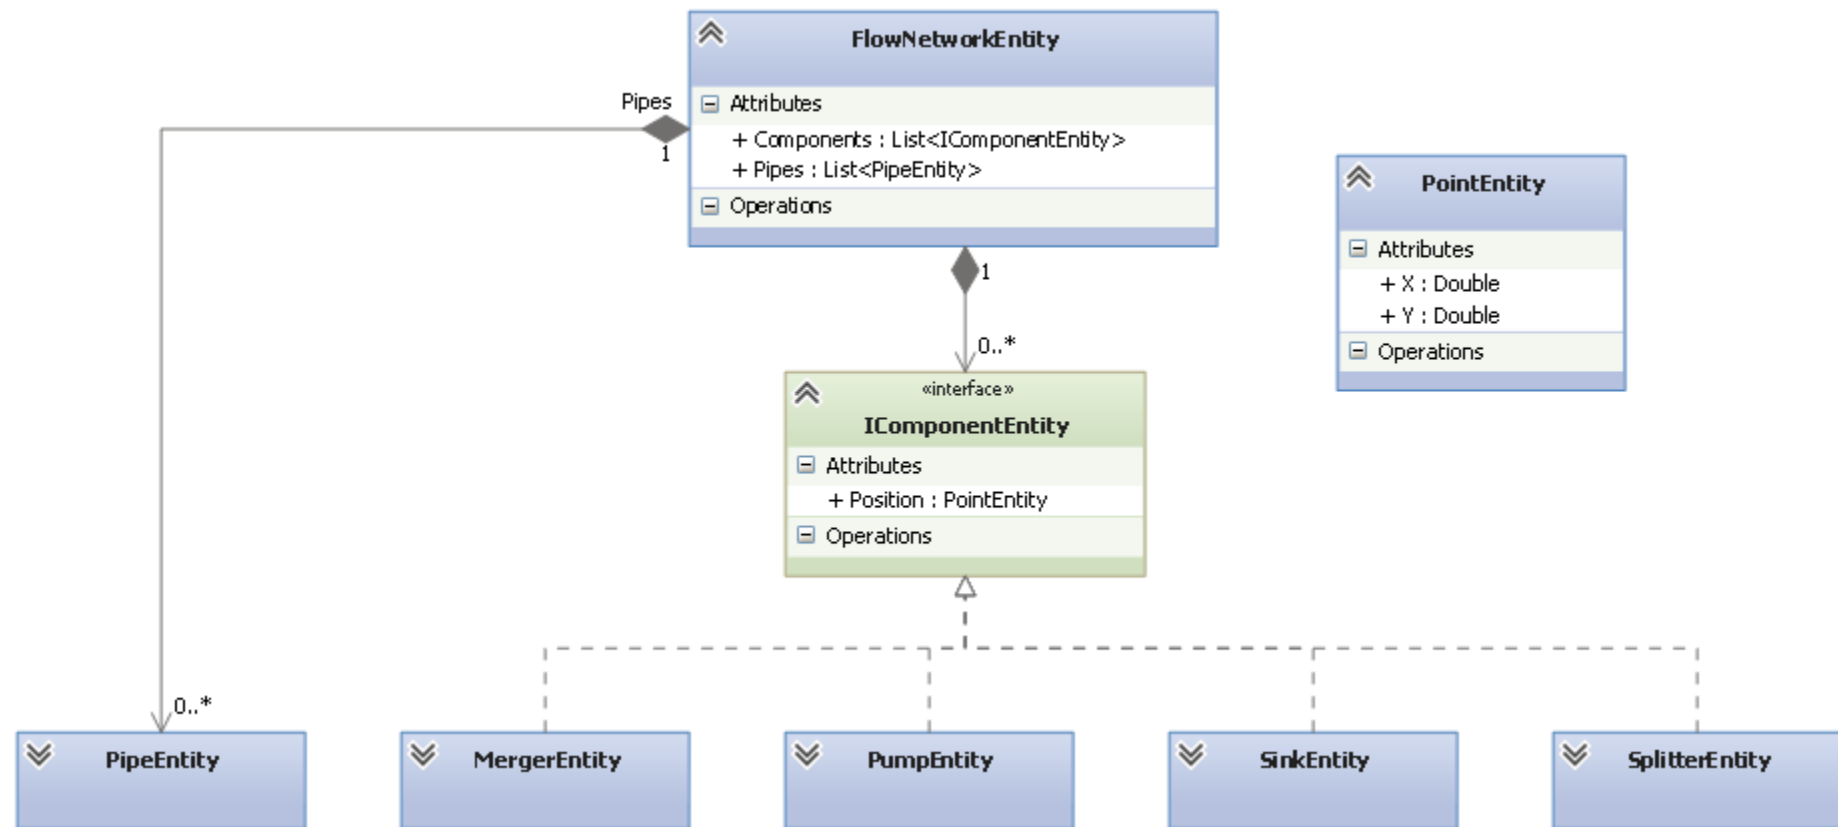 FlowNetworkEntity
Attributes
+ Components : List<IComponentEntity>
+ Pipes : List<PipeEntity>
Operations
Pipes
1
1
0..*
PointEntity
Attributes
+ X : Double
+ Y : Double
Operations
«interface»
IComponentEntity
Attributes
+ Position : PointEntity
Operations
0..*
PipeEntity
MergerEntity
PumpEntity
SinkEntity
SplitterEntity